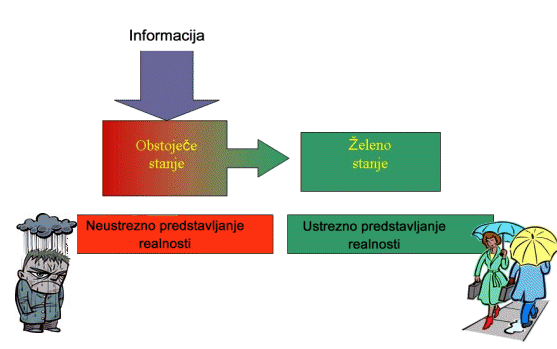 Informacija
Obstoječe
stanje
Želeno
stanje
Neustrezno predstavljanje
realnosti
Ustrezno predstavljanje
realnosti